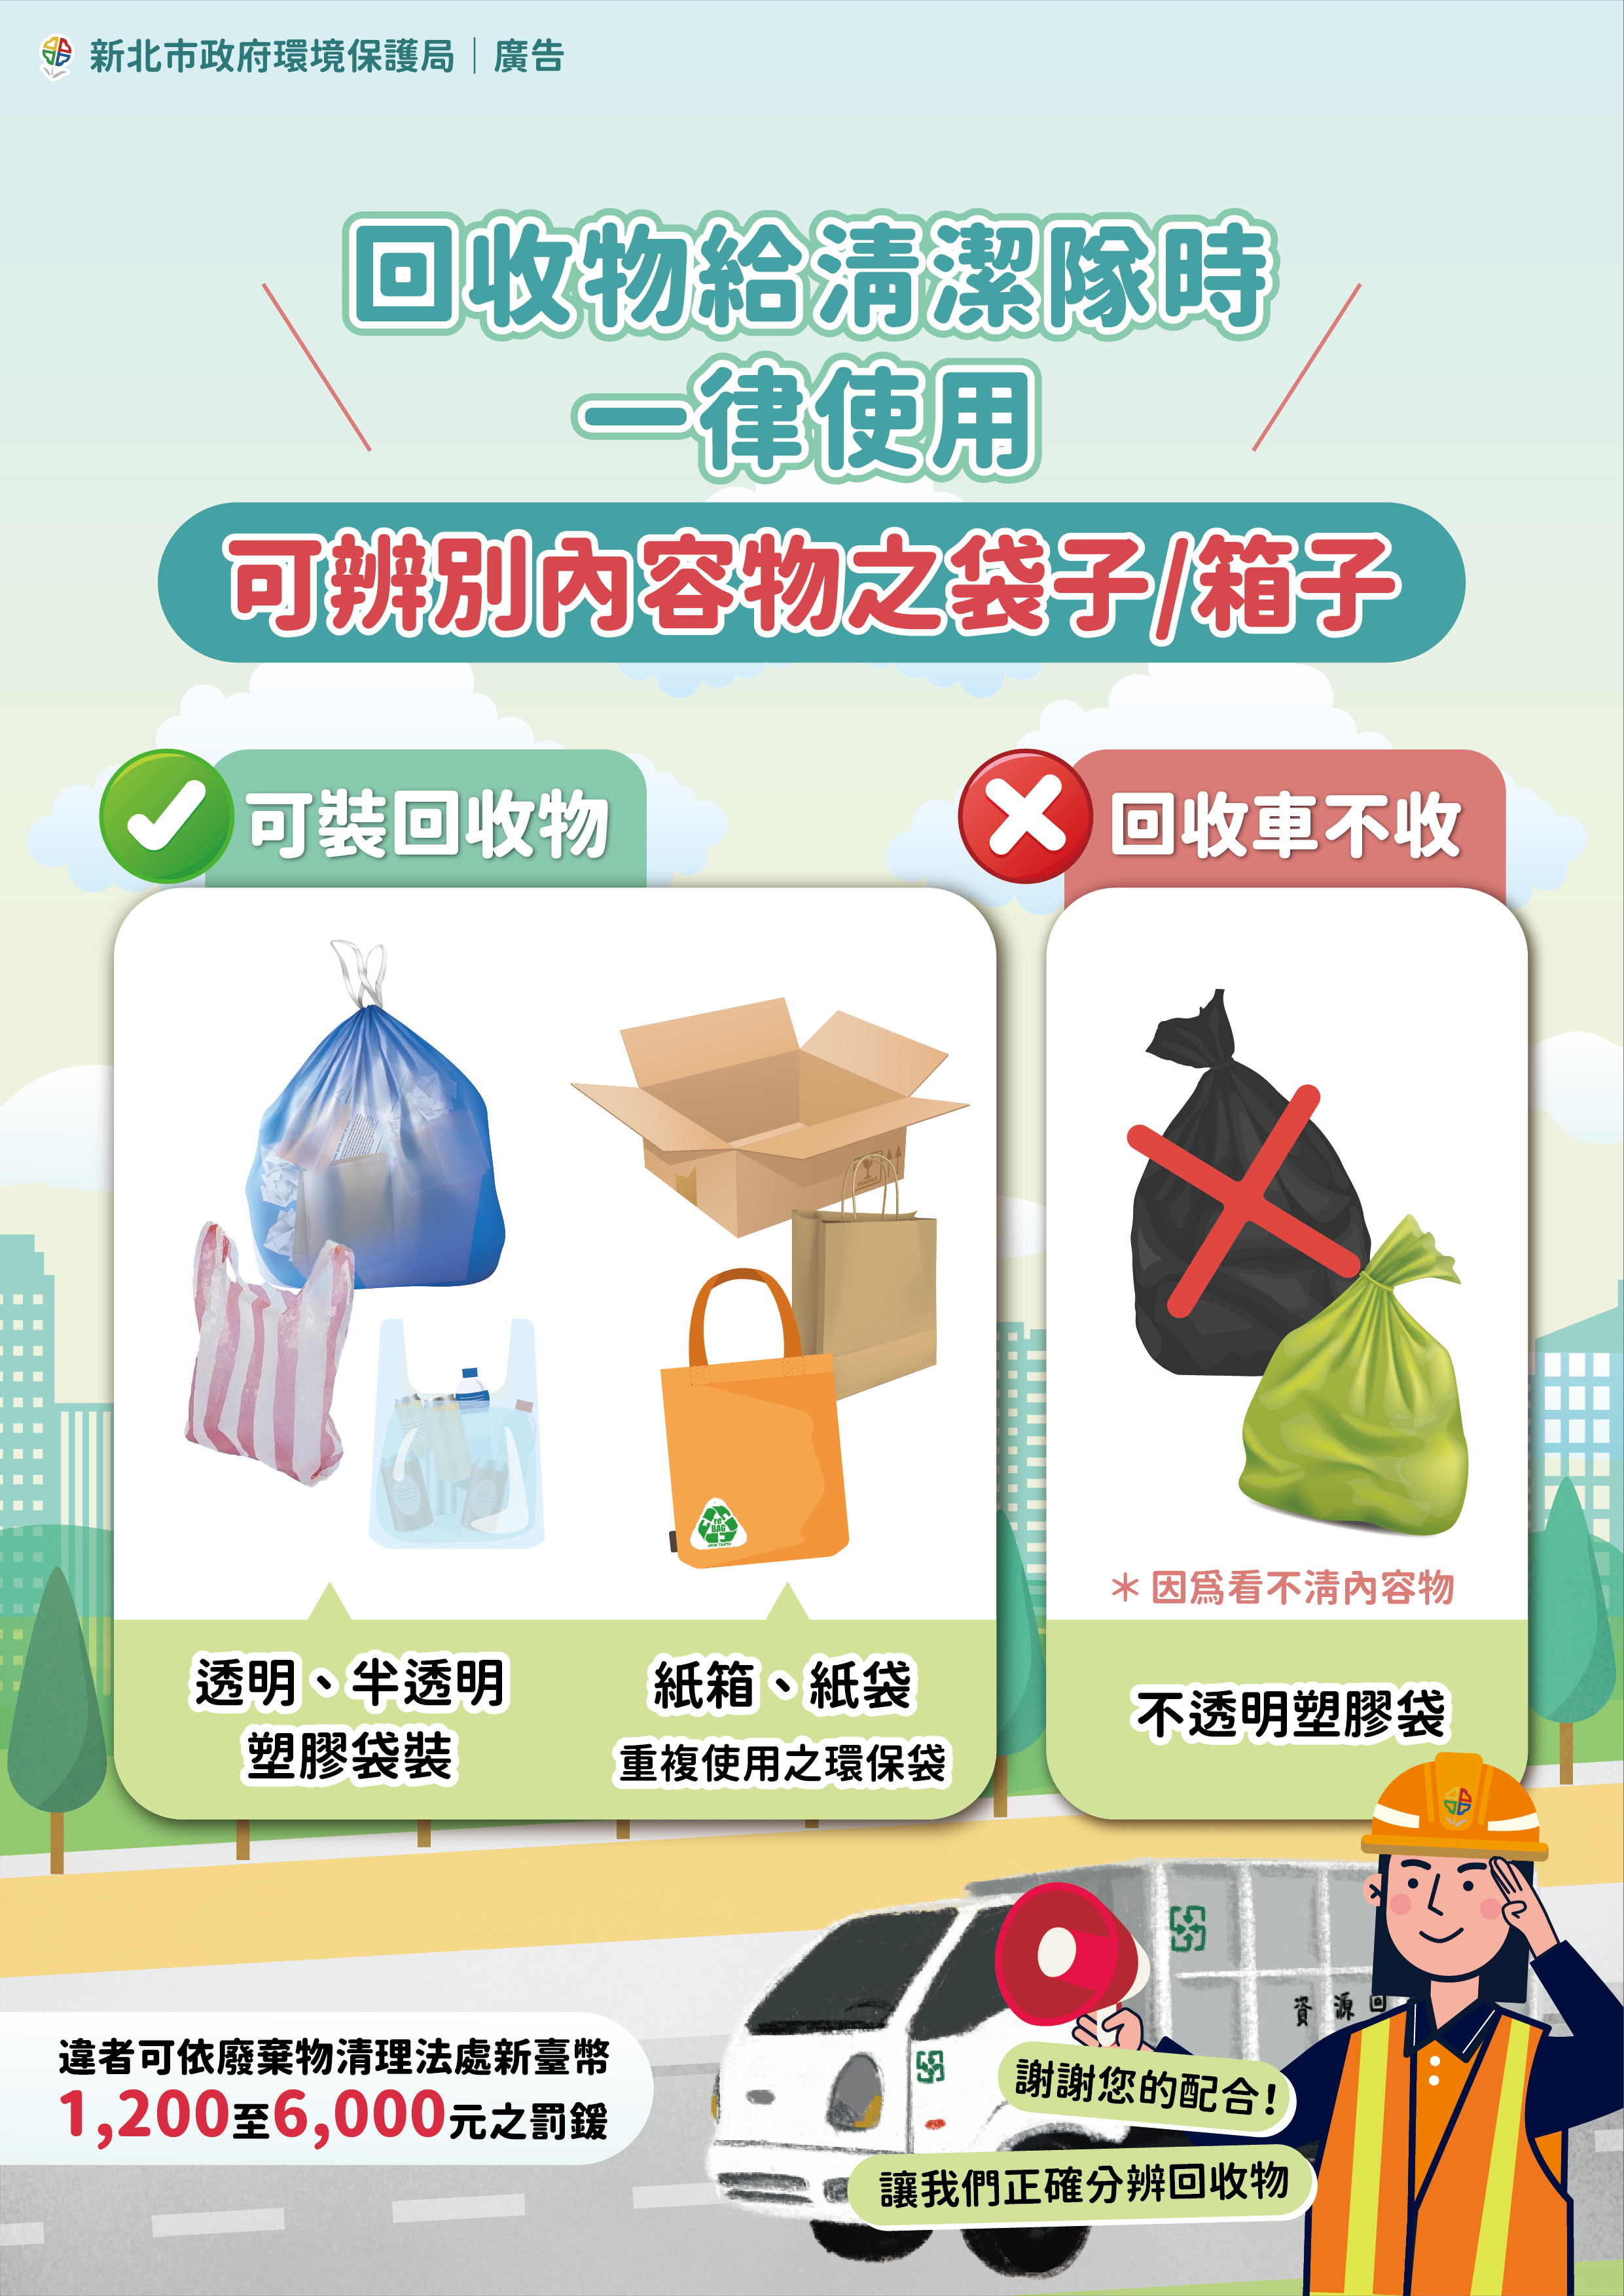 新北市政府環境保護局｜廣告
回收物給清潔隊時
一律使用
可辨別內容物之袋子/箱子
可裝回收物
回收車不收
FRAGILE
TO
BAG
NEW TAIPEI
＊因為看不清內容物
透明、半透明
塑膠袋裝
紙箱、紙袋
重複使用之環保袋
不透明塑膠袋
資源回
違者可依廢棄物清理法處新臺幣
1,200至6,000元之罰鍰
謝謝您的配合!
讓我們正確分辨回收物